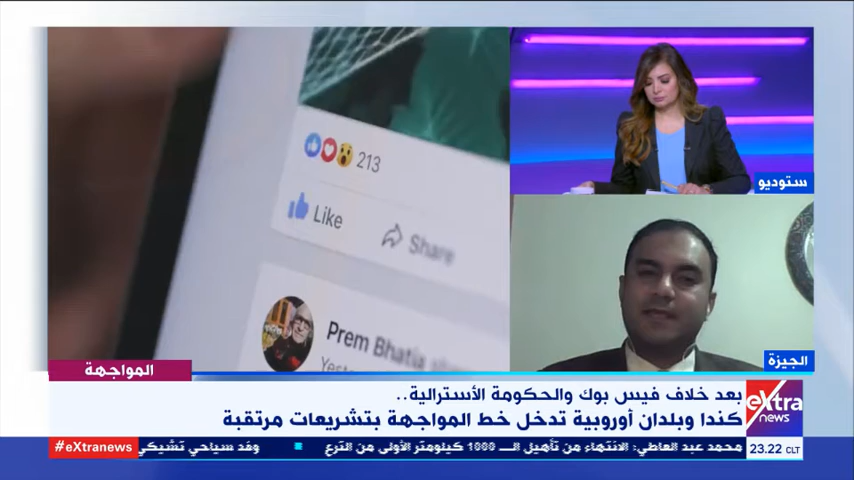 213
Like
Share
Prem Bhatia
ستوديو
الجيزة
المواجهة
بعد خلاف فيس بوك والحكومة الأسترالية..
كندا وبلدان أوروبية تدخل خط المواجهة بتشريعات مرتقبة
eXtra
news
#eXtranews
محمد عبد العاطي: الانتهاء من تأهيل الـــ 1000 كيلومتر الأولى من الترع
وفد سياحي تشيكي
23.22 CLT